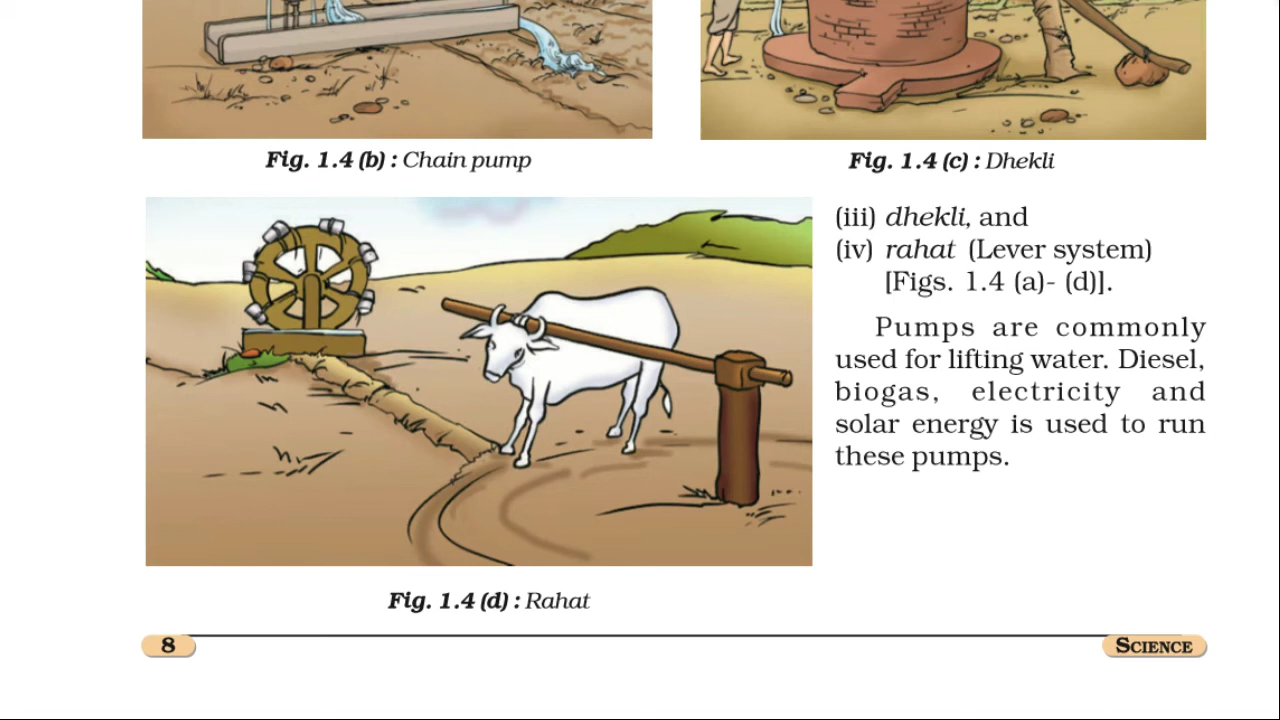 Fig. 1.4 (b) : Chain pump
Fig. 1.4 (c) : Dhekli
(iii) dhekli, and
(iv) rahat (Lever system)
[Figs. 1.4 (a)- (d)].
Pumps are commonly
used for lifting water. Diesel,
biogas, electricity and
solar energy is used to run
these pumps.
Fig. 1.4 (d) : Rahat
8
SCIENCE